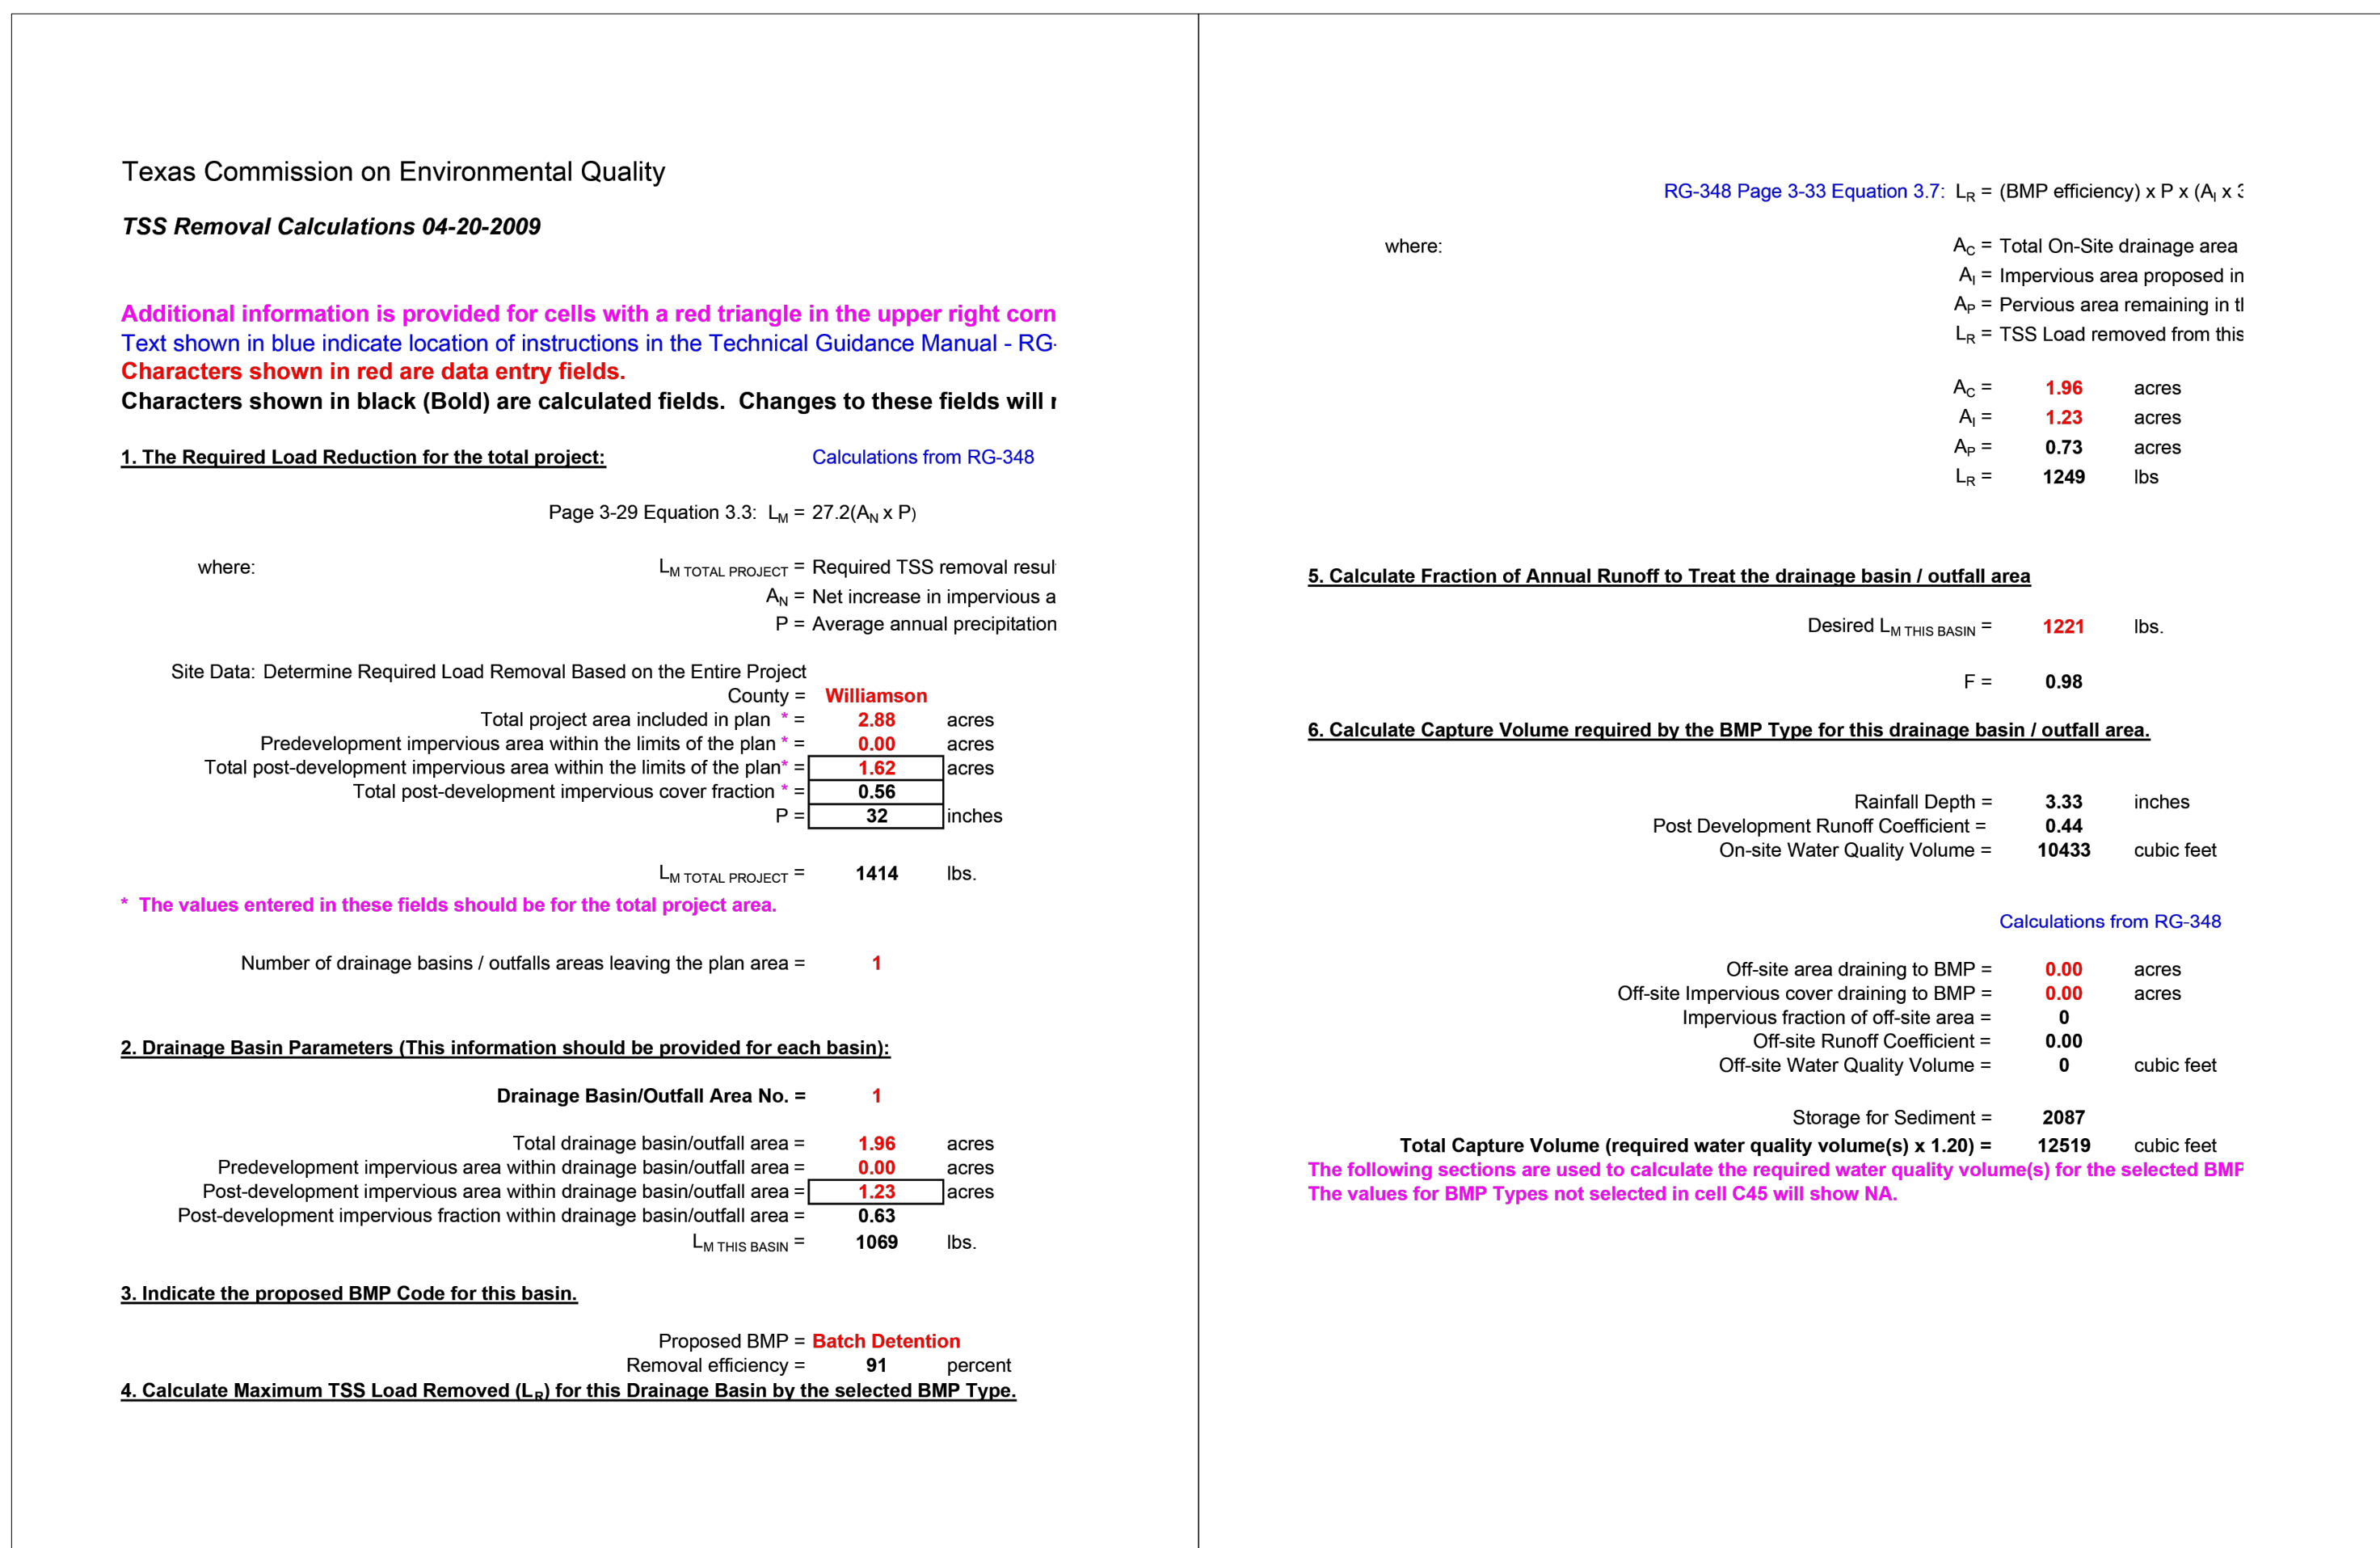 Texas Commission on Environmental Quality
TSS Removal Calculations 04-20-2009
Additional information is provided for cells with a red triangle in the upper right corn
Text shown in blue indicate location of instructions in the Technical Guidance Manual - RG-
Characters shown in red are data entry fields.
Characters shown in black (Bold) are calculated fields.  Changes to these fields will r
1. The Required Load Reduction for the total project: Calculations from RG-348
Page 3-29 Equation 3.3: LM = 27.2(AN x P)
where: LM TOTAL PROJECT = Required TSS removal resul
AN = Net increase in impervious a
P = Average annual precipitation
Site Data: Determine Required Load Removal Based on the Entire Project
County = Williamson
Total project area included in plan * = 2.88 acres
Predevelopment impervious area within the limits of the plan * = 0.00 acres
Total post-development impervious area within the limits of the plan* = 1.62 acres
Total post-development impervious cover fraction * = 0.56
P = 32 inches
LM TOTAL PROJECT = 1414 lbs.
* The values entered in these fields should be for the total project area.
Number of drainage basins / outfalls areas leaving the plan area = 1
2. Drainage Basin Parameters (This information should be provided for each basin):
Drainage Basin/Outfall Area No. = 1
Total drainage basin/outfall area = 1.96 acres
Predevelopment impervious area within drainage basin/outfall area = 0.00 acres
Post-development impervious area within drainage basin/outfall area = 1.23 acres
Post-development impervious fraction within drainage basin/outfall area = 0.63
LM THIS BASIN = 1069 lbs.
3. Indicate the proposed BMP Code for this basin.
Proposed BMP = Batch Detention
Removal efficiency = 91 percent
4. Calculate Maximum TSS Load Removed (LR) for this Drainage Basin by the selected BMP Type.
RG-348 Page 3-33 Equation 3.7: LR = (BMP efficiency) x P x (AI x 3
where: AC = Total On-Site drainage area
AI = Impervious area proposed in
AP = Pervious area remaining in tl
LR = TSS Load removed from this
AC = 1.96 acres
AI = 1.23 acres
AP = 0.73 acres
LR = 1249 lbs
5. Calculate Fraction of Annual Runoff to Treat the drainage basin / outfall area
Desired LM THIS BASIN = 1221 lbs.
F = 0.98
6. Calculate Capture Volume required by the BMP Type for this drainage basin / outfall area.
Rainfall Depth = 3.33 inches
Post Development Runoff Coefficient = 0.44
On-site Water Quality Volume = 10433 cubic feet
Calculations from RG-348
Off-site area draining to BMP = 0.00 acres
Off-site Impervious cover draining to BMP = 0.00 acres
Impervious fraction of off-site area = 0
Off-site Runoff Coefficient = 0.00
Off-site Water Quality Volume = 0 cubic feet
Storage for Sediment = 2087
Total Capture Volume (required water quality volume(s) x 1.20) = 12519 cubic feet
The following sections are used to calculate the required water quality volume(s) for the selected BMP
The values for BMP Types not selected in cell C45 will show NA.